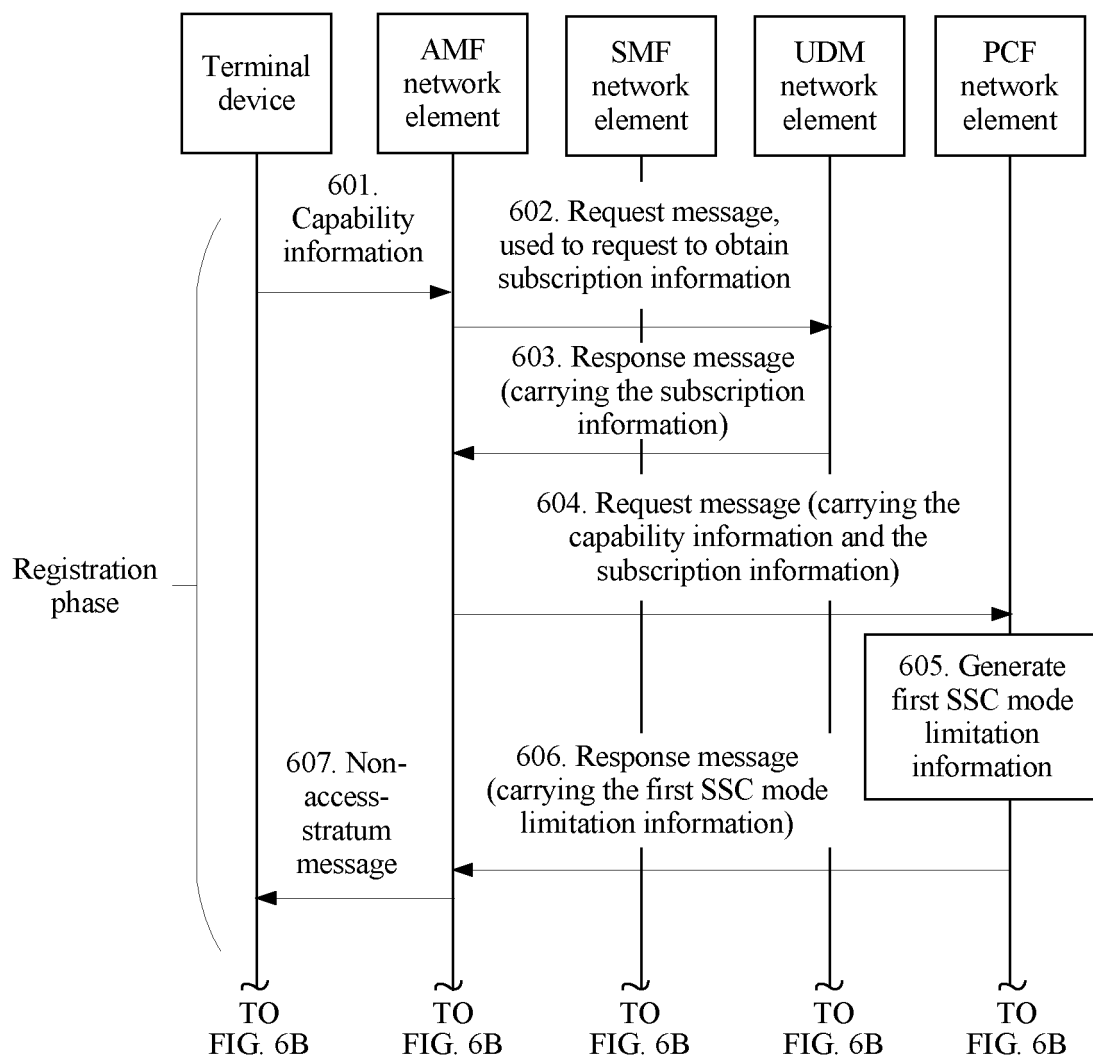 Terminal
device
AMF
network
element
SMF
network
element
UDM
network
element
PCF
network
element
601.
Capability
information
602. Request message,
used to request to obtain
subscription information
603. Response message
(carrying the subscription
information)
604. Request message (carrying the
capability information and the
subscription information)
Registration
phase
605. Generate
first SSC mode
limitation
information
606. Response message
(carrying the first SSC mode
limitation information)
607. Non-
access-
stratum
message
TO
FIG. 6B
TO
FIG. 6B
TO
FIG. 6B
TO
FIG. 6B
TO
FIG. 6B